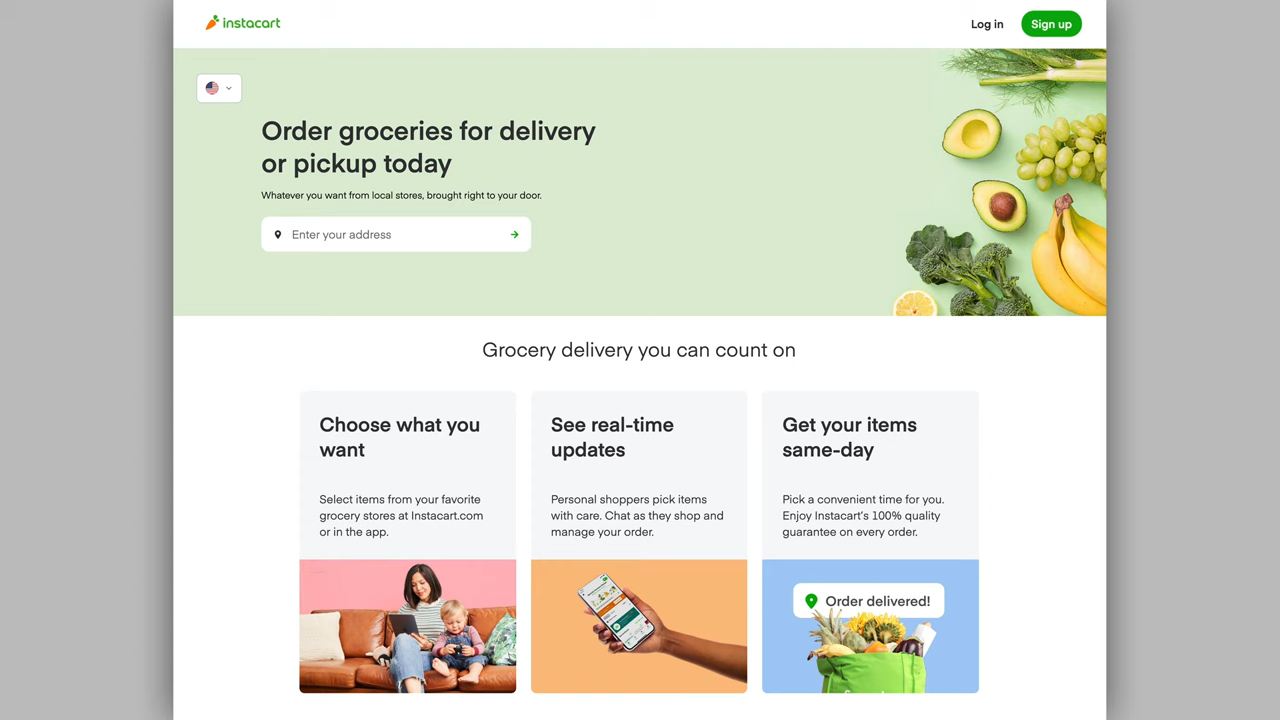 instacart
Log in
Sign up
Order groceries for delivery
or pickup today
Whatever you want from local stores, brought right to your door.
Enter your address
Grocery delivery you can count on
Choose what you
want
Select items from your favorite
grocery stores at Instacart.com
or in the app.
See real-time
updates
Personal shoppers pick items
with care. Chat as they shop and
manage your order.
Get your items
same-day
Pick a convenient time for you.
Enjoy Instacart's 100% quality
guarantee on every order.
Order delivered!